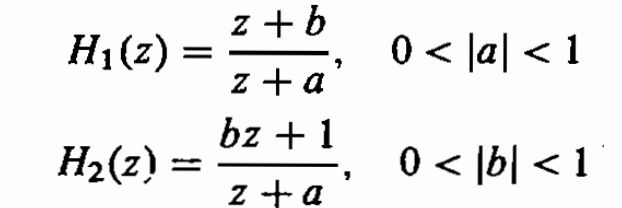 H₁(z) = (z + b)/(z + a), 0 < |a| < 1
H₂(z) = (bz + 1)/(z + a), 0 < |b| < 1